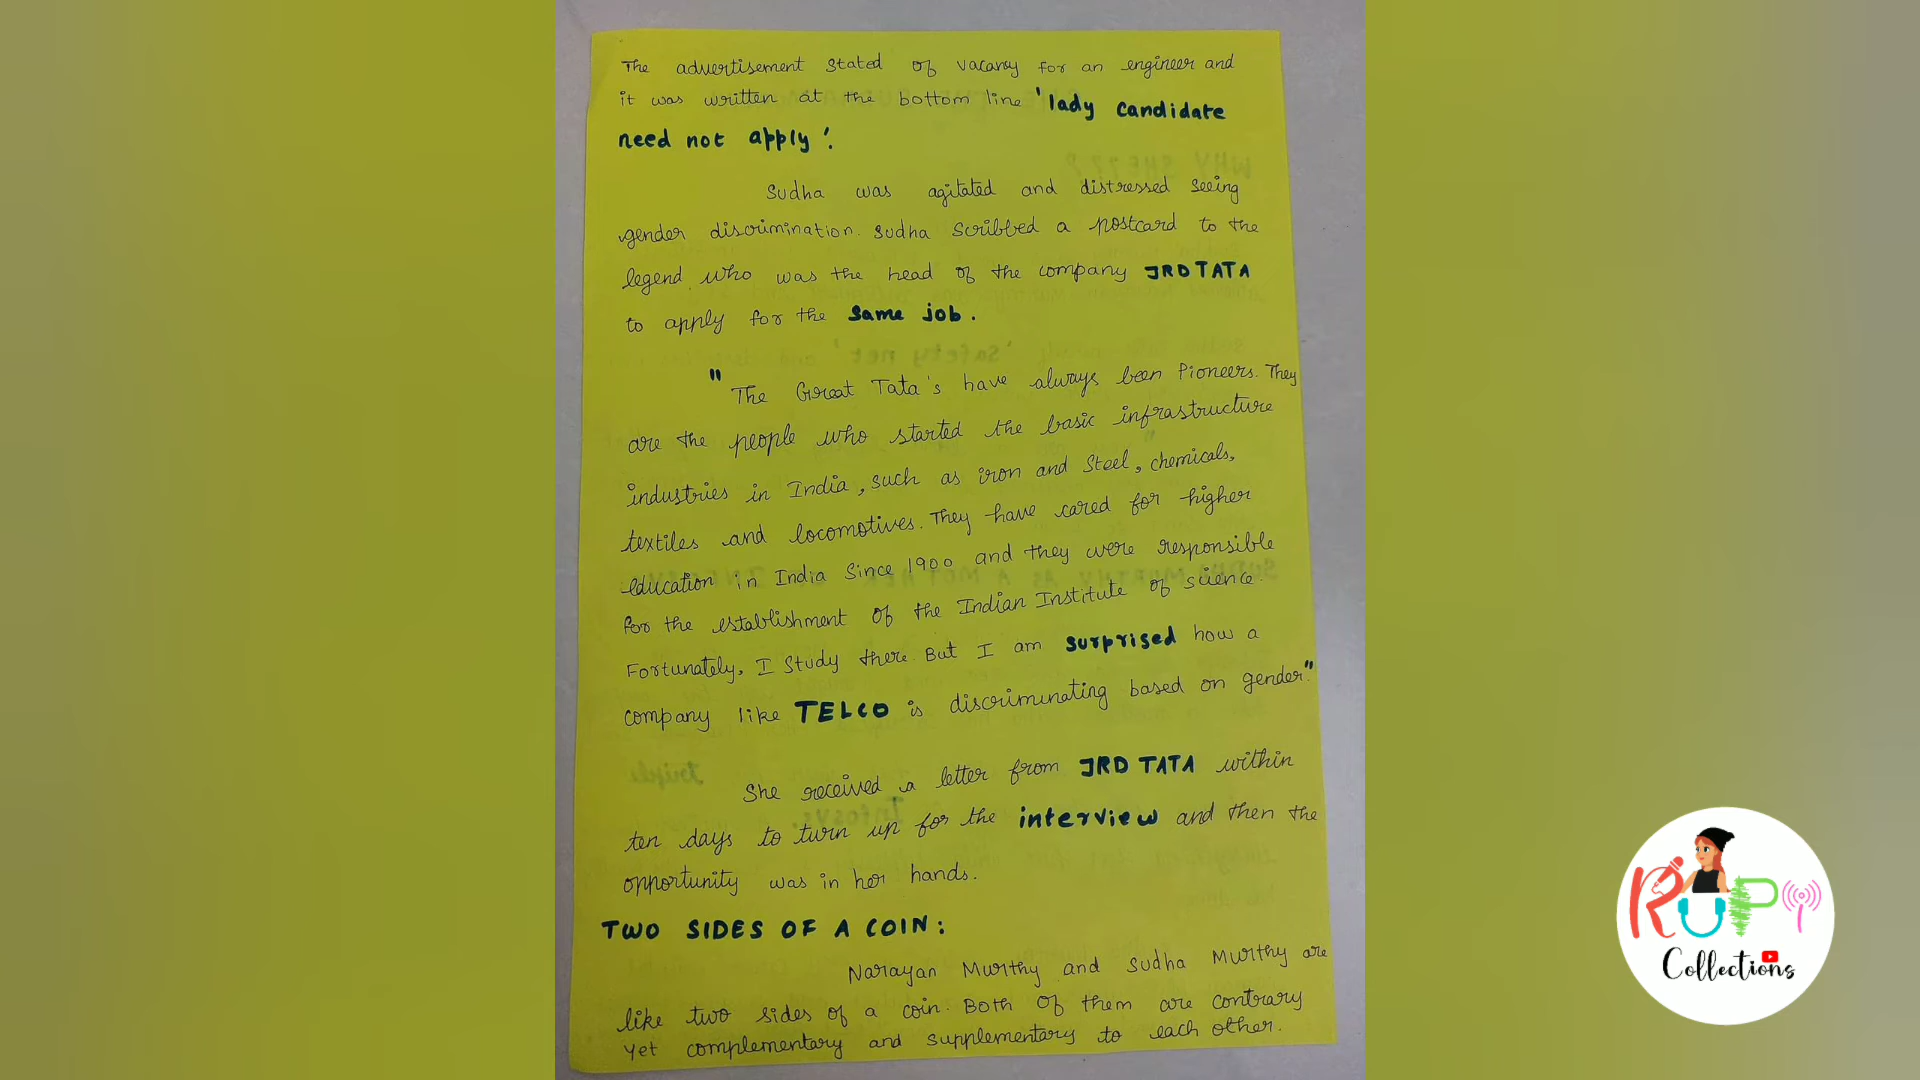 The advertisement stated of vacancy for an engineer and
it was written at the bottom line 'lady candidate
need not apply'.
Sudha was agitated and distressed seeing
gender discrimination. Sudha scribbed a postcard to the
legend who was the head of the company JRD TATA
to apply for the same job.
"The Great Tata's have always been Pioneers. They
are the people who started the basic infrastructure
industries in India, such as iron and Steel, chemicals,
textiles and locomotives. They have cared for higher
education in India Since 1900 and they were responsible
for the establishment of the Indian Institute of science.
Fortunately, I Study there. But I am surprised how a
company like TELCO is discriminating based on gender."
She received a letter from JRD TATA within
ten days to turn up for the interview and then the
opportunity was in her hands.
TWO SIDES OF A COIN:
Narayan Murthy and Sudha Murthy are
like two sides of a coin. Both of them are contrary
yet complementary and supplementary to each other.
RUPY
Collections